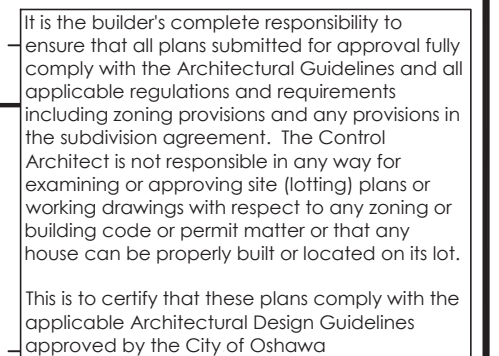 It is the builder's complete responsibility to
ensure that all plans submitted for approval fully
comply with the Architectural Guidelines and all
applicable regulations and requirements
including zoning provisions and any provisions in
the subdivision agreement.  The Control
Architect is not responsible in any way for
examining or approving site (lotting) plans or
working drawings with respect to any zoning or
building code or permit matter or that any
house can be properly built or located on its lot.

This is to certify that these plans comply with the
applicable Architectural Design Guidelines
approved by the City of Oshawa